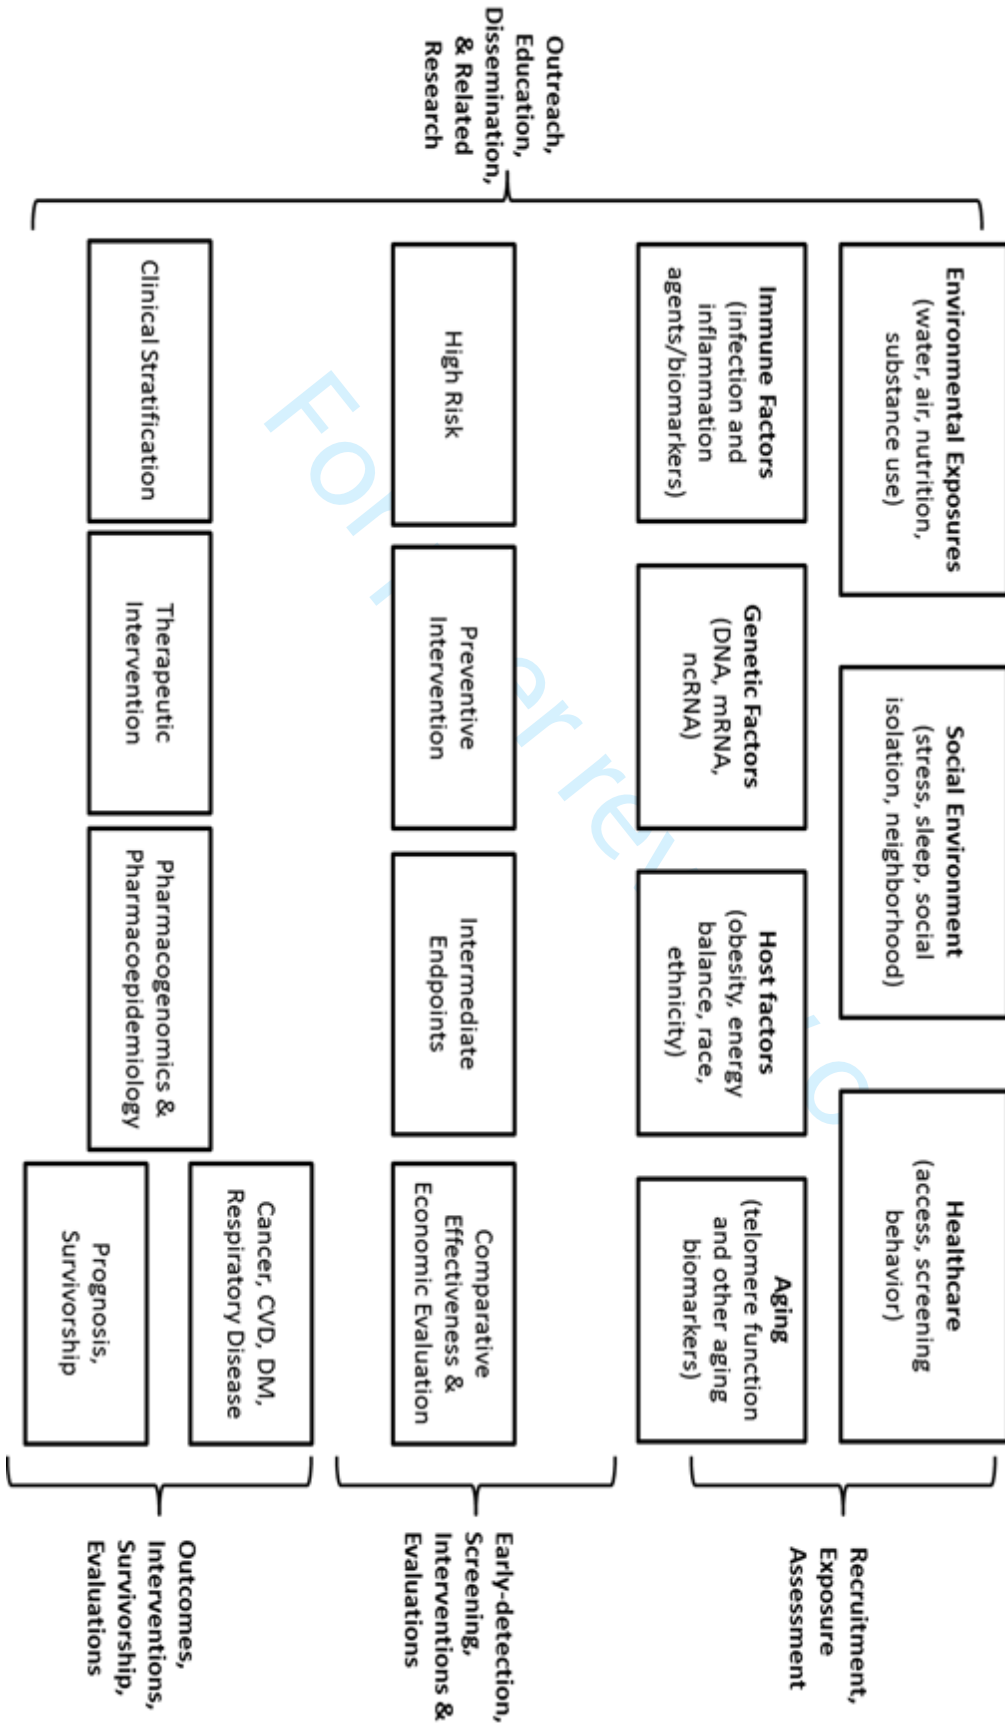 Outreach,
Education,
Dissemination,
& Related
Research
Environmental Exposures
(water, air, nutrition,
substance use)
Social Environment
(stress, sleep, social
isolation, neighborhood)
Healthcare
(access, screening
behavior)
Recruitment,
Exposure
Assessment
Immune Factors
(infection and
inflammation
agents/biomarkers)
Genetic Factors
(DNA, mRNA,
ncRNA)
Host factors
(obesity, energy
balance, race,
ethnicity)
Aging
(telomere function
and other aging
biomarkers)
High Risk
Preventive
Intervention
Intermediate
Endpoints
Comparative
Effectiveness &
Economic Evaluation
Early-detection,
Screening,
Interventions &
Evaluations
Clinical Stratification
Therapeutic
Intervention
Pharmacogenomics &
Pharmacoepidemiology
Cancer, CVD, DM,
Respiratory Disease
Prognosis,
Survivorship
Outcomes,
Interventions,
Survivorship,
Evaluations